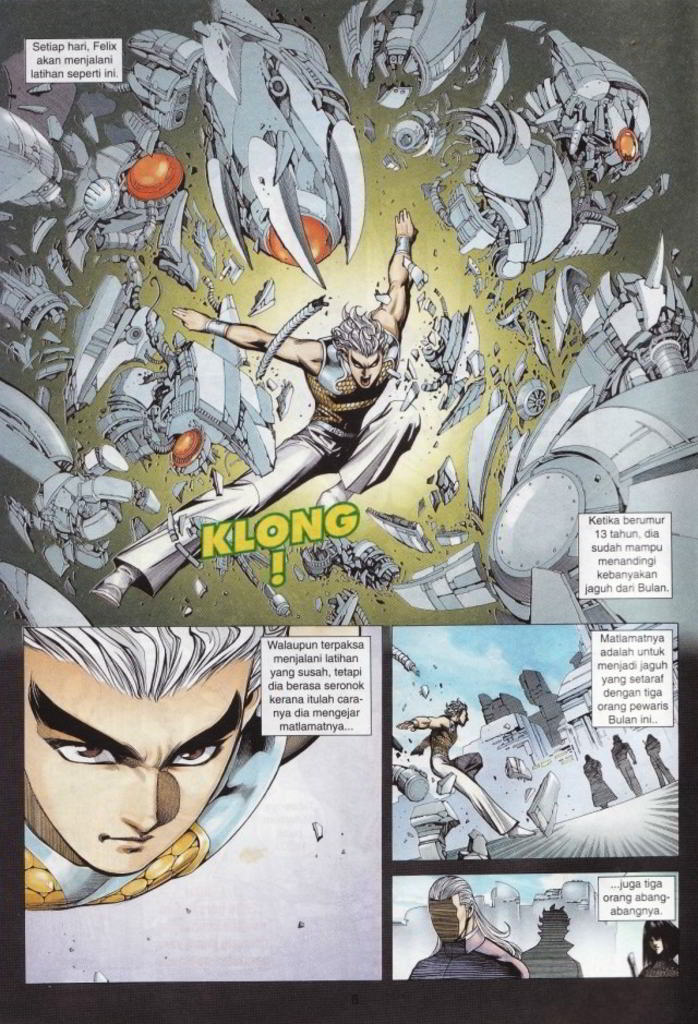 Setiap hari, Felix
akan menjalani
latihan seperti ini.
KLONG
!
Ketika berumur
13 tahun, dia
sudah mampu
menandingi
kebanyakan
jaguh dari Bulan.
Walaupun terpaksa
menjalani latihan
yang susah, tetapi
dia berasa seronok
kerana itulah cara-
nya dia mengejar
matlamatnya...
Matlamatnya
adalah untuk
menjadi jaguh
yang setaraf
dengan tiga
orang pewaris
Bulan ini..
...juga tiga
orang abang-
abangnya.
6